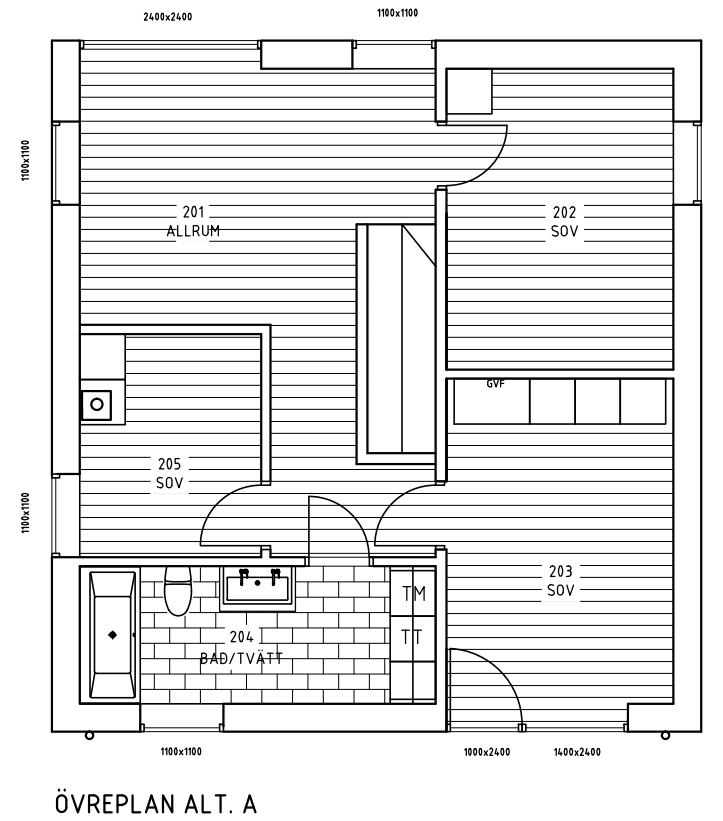 2400x2400
1100x1100
1100x1100
201
ALLRUM
202
SOV
GVF
205
SOV
1100x1100
203
SOV
TM
TT
204
BAD/TVÄTT
1100x1100
1000x2400
1400x2400
ÖVREPLAN ALT. A